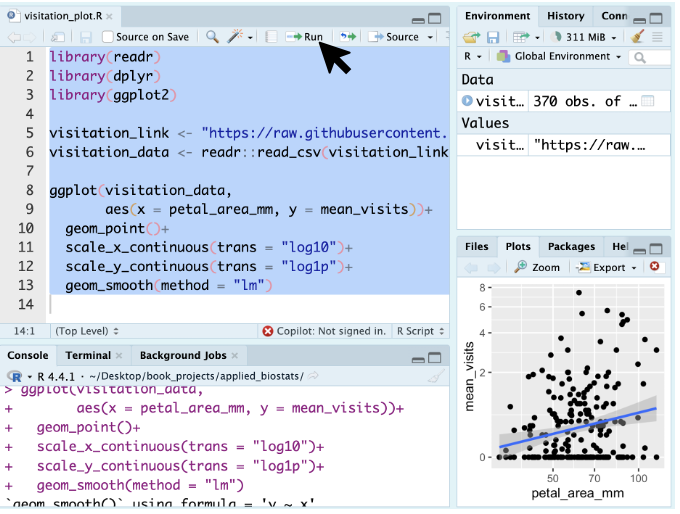 visitation_plot.R
Source on Save
Run
Source
1 library(readr)
2 library(dplyr)
3 library(ggplot2)
4
5 visitation_link <- "https://raw.githubusercontent.
6 visitation_data <- readr::read_csv(visitation_link
7
8 ggplot(visitation_data,
9 aes(x = petal_area_mm, y = mean_visits))+
10 geom_point()+
11 scale_x_continuous(trans = "log10")+
12 scale_y_continuous(trans = "log1p")+
13 geom_smooth(method = "lm")
14
14:1 (Top Level) Copilot: Not signed in. R Script
Console Terminal Background Jobs
R 4.4.1 · ~/Desktop/book_projects/applied_biostats/
> ggplot(visitation_data,
+ aes(x = petal_area_mm, y = mean_visits))+
+ geom_point()+
+ scale_x_continuous(trans = "log10")+
+ scale_y_continuous(trans = "log1p")+
+ geom_smooth(method = "lm")
`geom_smooth()` using formula = 'y ~ x'
Environment History Conn
311 MiB
R Global Environment
Data
visit... 370 obs. of ...
Values
visit... "https://raw....
Files Plots Packages Hel
Zoom Export
mean_visits
8
6
4
2
0
50 70 100
petal_area_mm